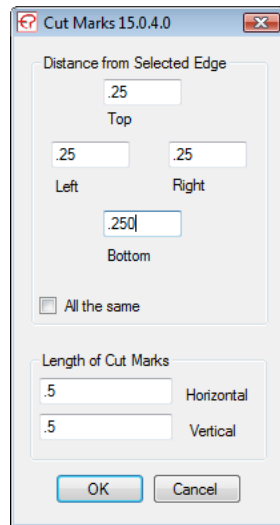 Cut Marks 15.0.4.0
Distance from Selected Edge
.25
Top
.25 .25
Left Right
.250
Bottom
All the same
Length of Cut Marks
.5 Horizontal
.5 Vertical
OK Cancel